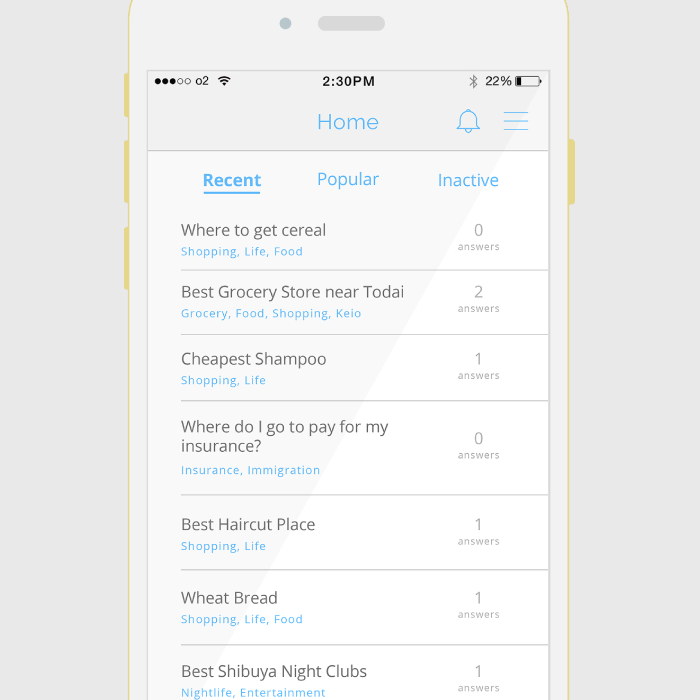 o2 2:30PM 22%
Home
Recent Popular Inactive
Where to get cereal
Shopping, Life, Food
0
answers
Best Grocery Store near Todai
Grocery, Food, Shopping, Keio
2
answers
Cheapest Shampoo
Shopping, Life
1
answers
Where do I go to pay for my
insurance?
Insurance, Immigration
0
answers
Best Haircut Place
Shopping, Life
1
answers
Wheat Bread
Shopping, Life, Food
1
answers
Best Shibuya Night Clubs
Nightlife, Entertainment
1
answers